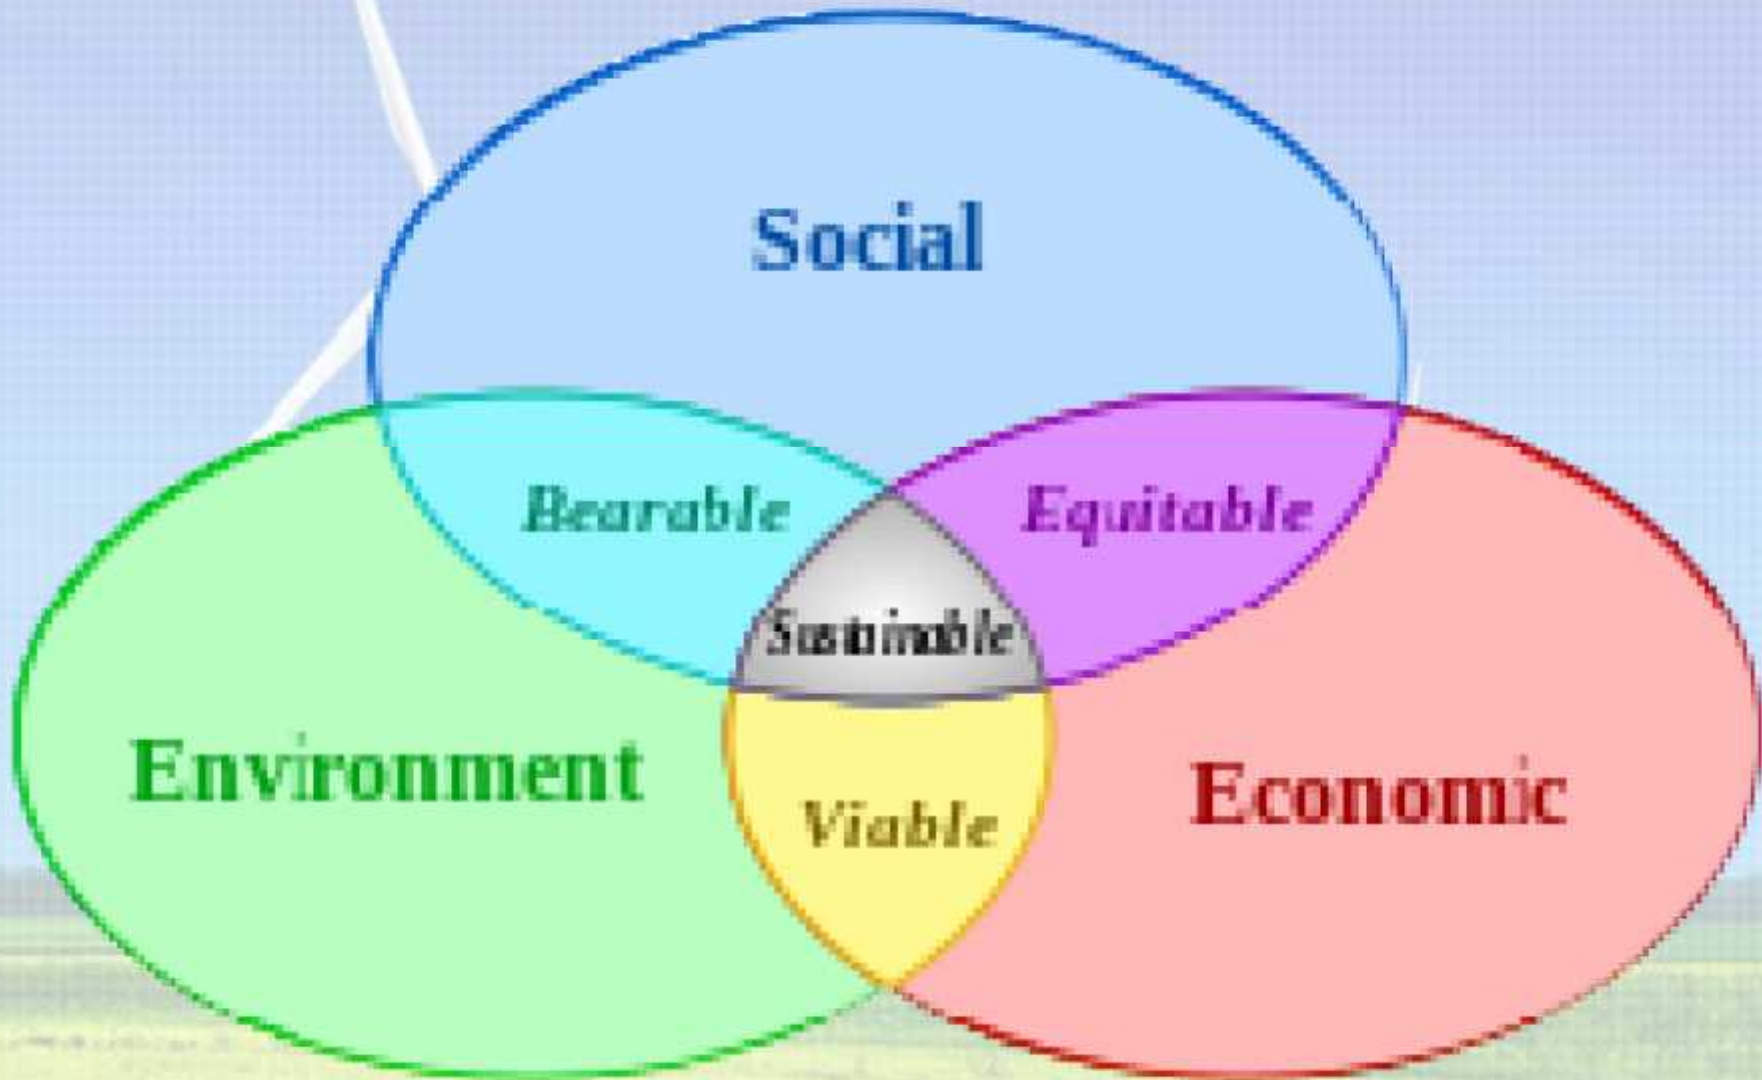 Social
Bearable
Equitable
Sustainable
Environment
Economic
Viable